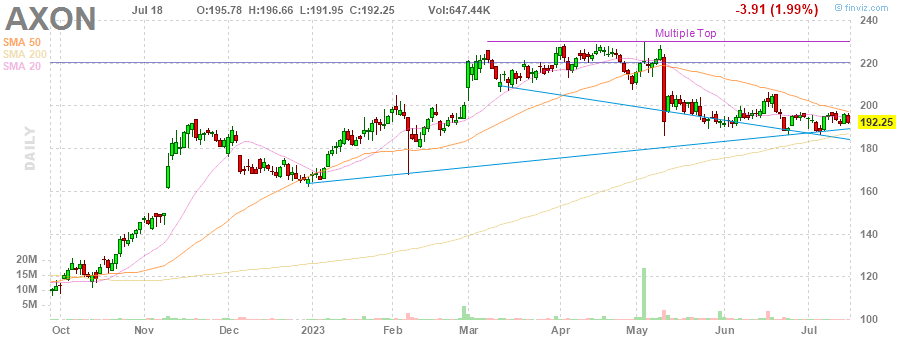 AXON Jul 18 O:195.78 H:196.66 L:191.95 C:192.25 Vol:647.44K -3.91 (1.99%) © finviz.com
SMA 50
SMA 200
SMA 20
Multiple Top
DAILY
240
220
200
192.25
180
160
140
120
100
20M
15M
10M
5M
Oct Nov Dec 2023 Feb Mar Apr May Jun Jul